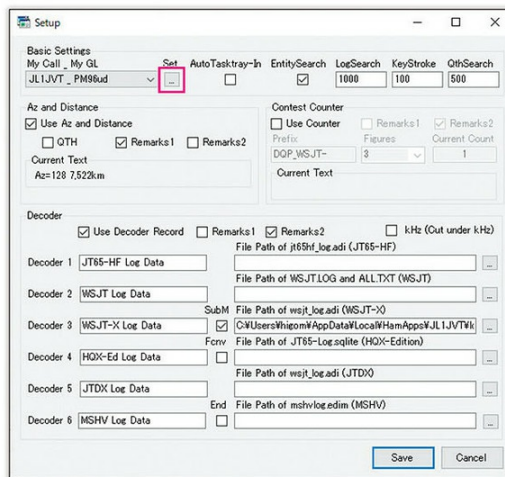 Setup
Basic Settings
My Call _ My GL Set AutoTasktray-In EntitySearch LogSearch KeyStroke QthSearch
JL1JVT _ PM96ud ... 1000 100 500
Az and Distance
Use Az and Distance
QTH Remarks1 Remarks2
Current Text
Az=128 7,522km
Contest Counter
Use Counter Remarks1 Remarks2
Prefix Figures Current Count
DQP_WSJT- 3 1
Current Text
Decoder
Use Decoder Record Remarks1 Remarks2 kHz (Cut under kHz)
File Path of jt65hf_log.adi (JT65-HF)
Decoder 1 JT65-HF Log Data ...
File Path of WSJT.LOG and ALL.TXT (WSJT)
Decoder 2 WSJT Log Data ...
SubM File Path of wsjt_log.adi (WSJT-X)
Decoder 3 WSJT-X Log Data C:¥Users¥higom¥AppData¥Local¥HamApps¥JL1JVT¥lc ...
Fcnv File Path of JT65-Log.sqlite (HQX-Edition)
Decoder 4 HQX-Ed Log Data ...
File Path of wsjt_log.adi (JTDX)
Decoder 5 JTDX Log Data ...
End File Path of mshvlog.edim (MSHV)
Decoder 6 MSHV Log Data ...
Save Cancel